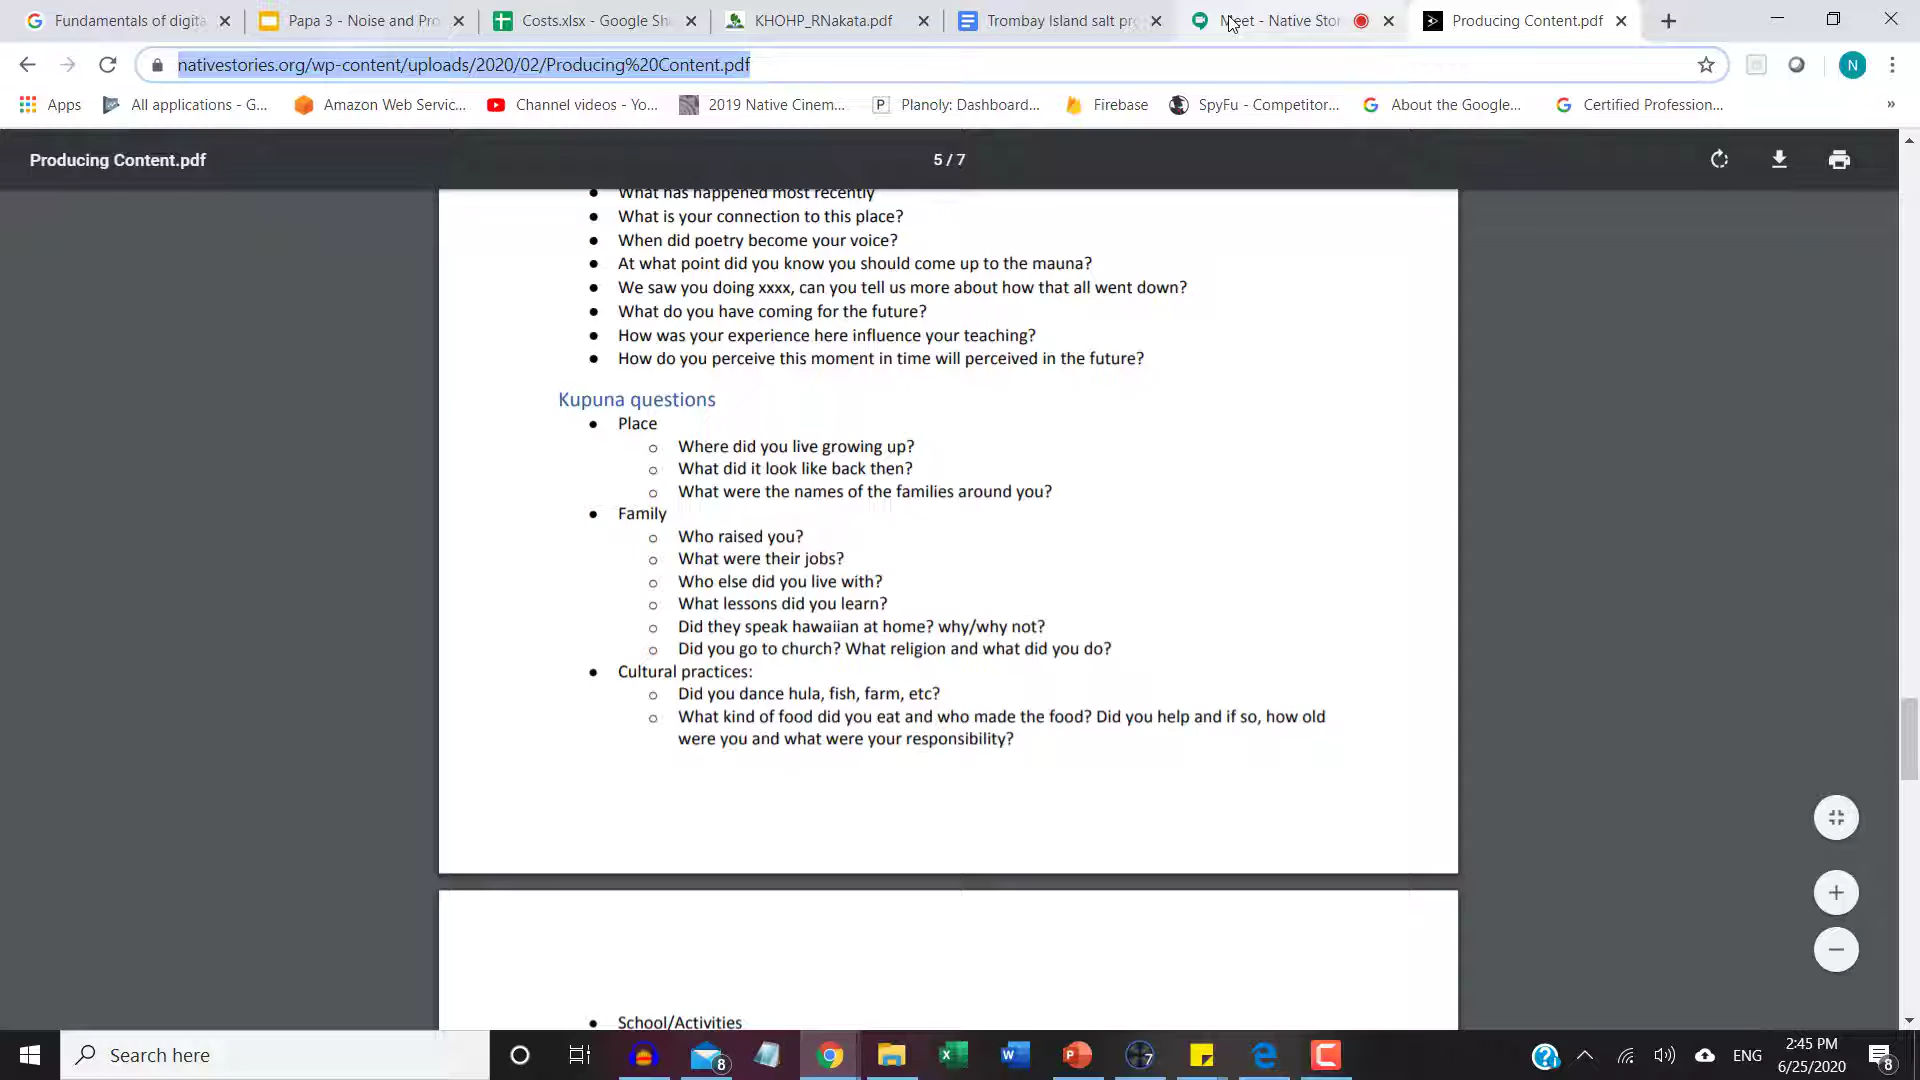 Fundamentals of digita
Papa 3 - Noise and Pro
Costs.xlsx - Google She
KHOHP_RNakata.pdf
Trombay Island salt pro
Meet - Native Stor
Producing Content.pdf
nativestories.org/wp-content/uploads/2020/02/Producing%20Content.pdf
N
Apps
All applications - G...
Amazon Web Servic...
Channel videos - Yo...
2019 Native Cinem...
Planoly: Dashboard...
Firebase
SpyFu - Competitor...
About the Google...
Certified Profession...
»
Producing Content.pdf
5 / 7
What has happened most recently
What is your connection to this place?
When did poetry become your voice?
At what point did you know you should come up to the mauna?
We saw you doing xxxx, can you tell us more about how that all went down?
What do you have coming for the future?
How was your experience here influence your teaching?
How do you perceive this moment in time will perceived in the future?
Kupuna questions
Place
Where did you live growing up?
What did it look like back then?
What were the names of the families around you?
Family
Who raised you?
What were their jobs?
Who else did you live with?
What lessons did you learn?
Did they speak hawaiian at home? why/why not?
Did you go to church? What religion and what did you do?
Cultural practices:
Did you dance hula, fish, farm, etc?
What kind of food did you eat and who made the food? Did you help and if so, how old
were you and what were your responsibility?
School/Activities
Search here
8
7
ENG
2:45 PM
6/25/2020
8